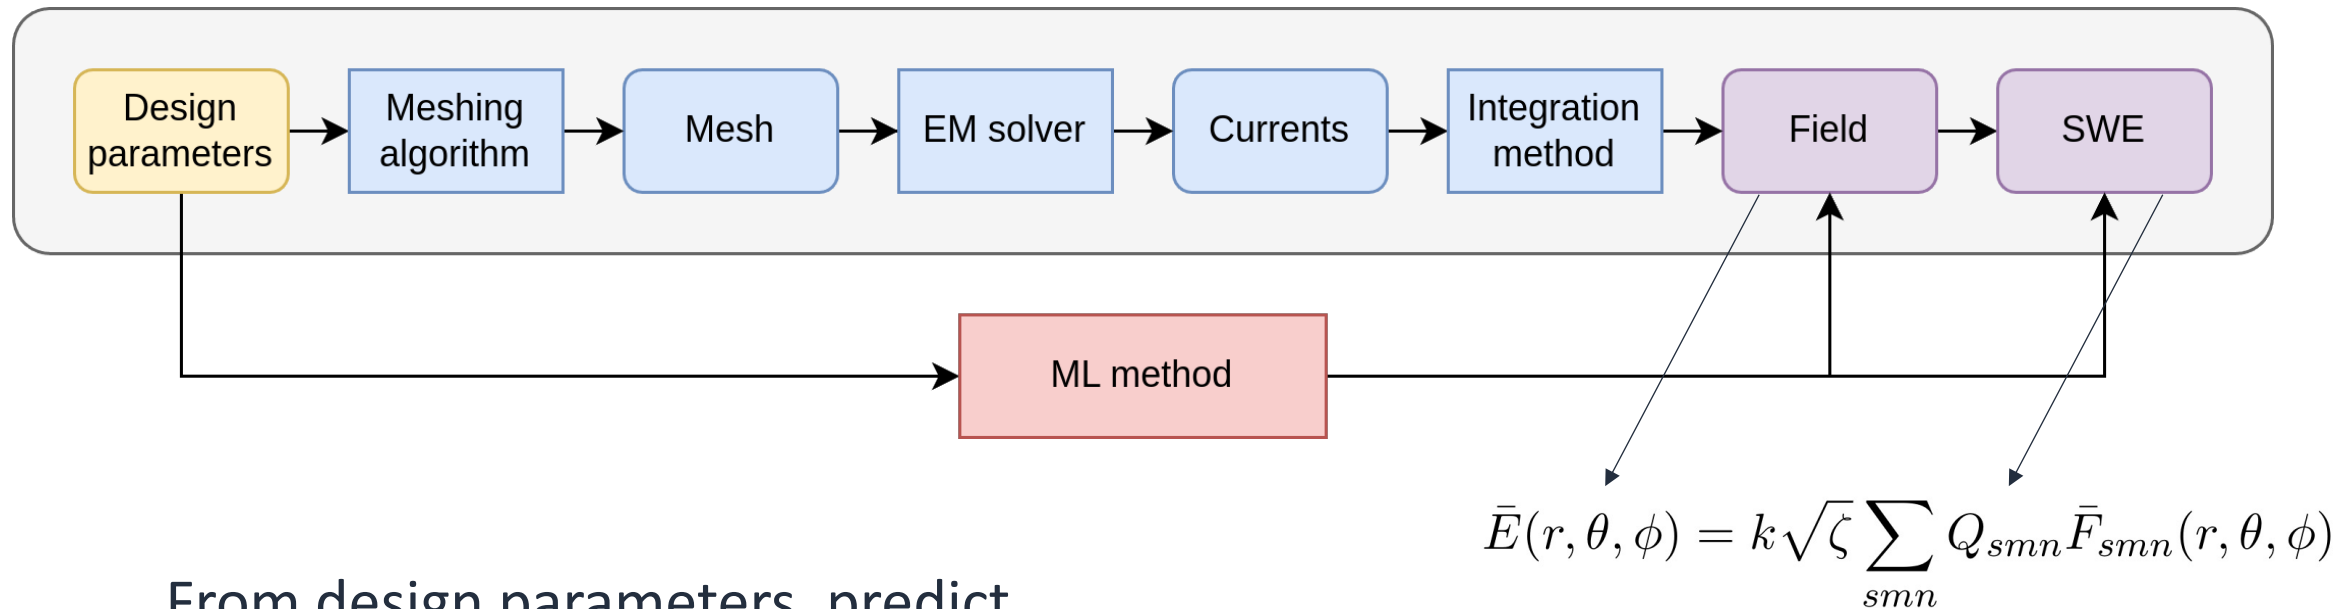 Design
parameters
Meshing
algorithm
Mesh
EM solver
Currents
Integration
method
Field
SWE
ML method
Ē(r, θ, ϕ) = k√ζ ∑ Q_smn F̄_smn(r, θ, ϕ)
smn
From design parameters, predict